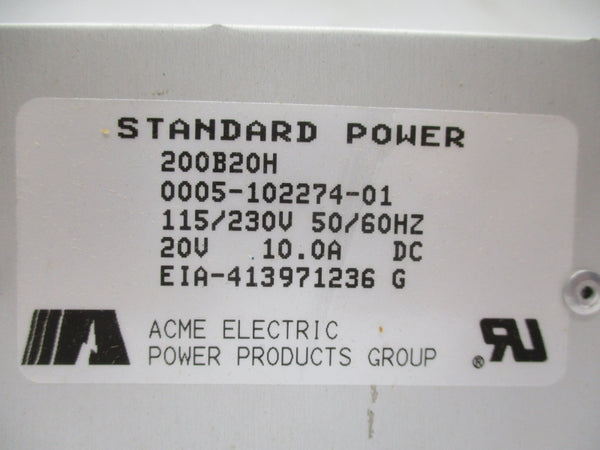 STANDARD POWER
200B20H
0005-102274-01
115/230V 50/60HZ
20V 10.0A DC
EIA-413971236 G
ACME ELECTRIC
POWER PRODUCTS GROUP
RU®